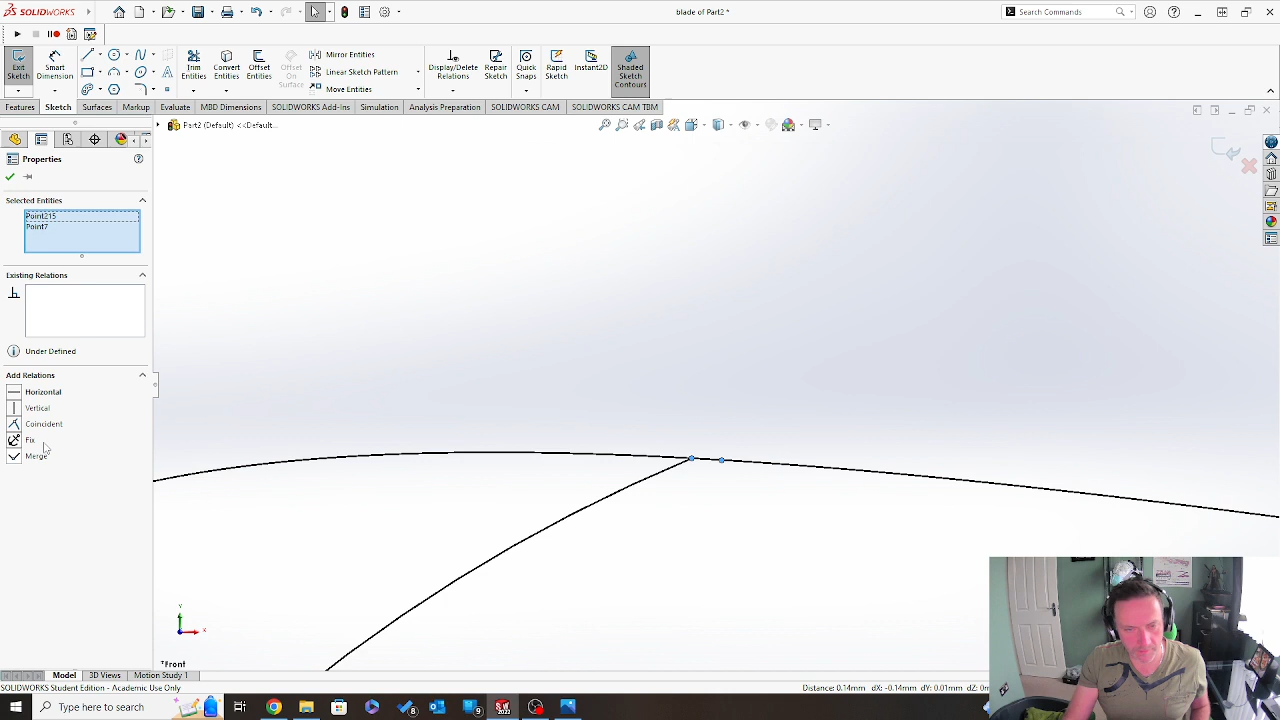 SOLIDWORKS
blade of Part2 *
Search Commands
Exit Sketch
Smart Dimension
Trim Entities
Convert Entities
Offset Entities
Offset On Surface
Mirror Entities
Linear Sketch Pattern
Move Entities
Display/Delete Relations
Repair Sketch
Quick Snaps
Rapid Sketch
Instant2D
Shaded Sketch Contours
Features
Sketch
Surfaces
Markup
Evaluate
MBD Dimensions
SOLIDWORKS Add-Ins
Simulation
Analysis Preparation
SOLIDWORKS CAM
SOLIDWORKS CAM TBM
Part2 (Default) <<Default...
Properties
Selected Entities
Point215
Point7
Existing Relations
Under Defined
Add Relations
Horizontal
Vertical
Coincident
Fix
Merge
Y
X
*Front
Model
3D Views
Motion Study 1
SOLIDWORKS Student Edition - Academic Use Only
Distance: 0.14mm dX: -0.14mm dY: 0.01mm
Type here to search